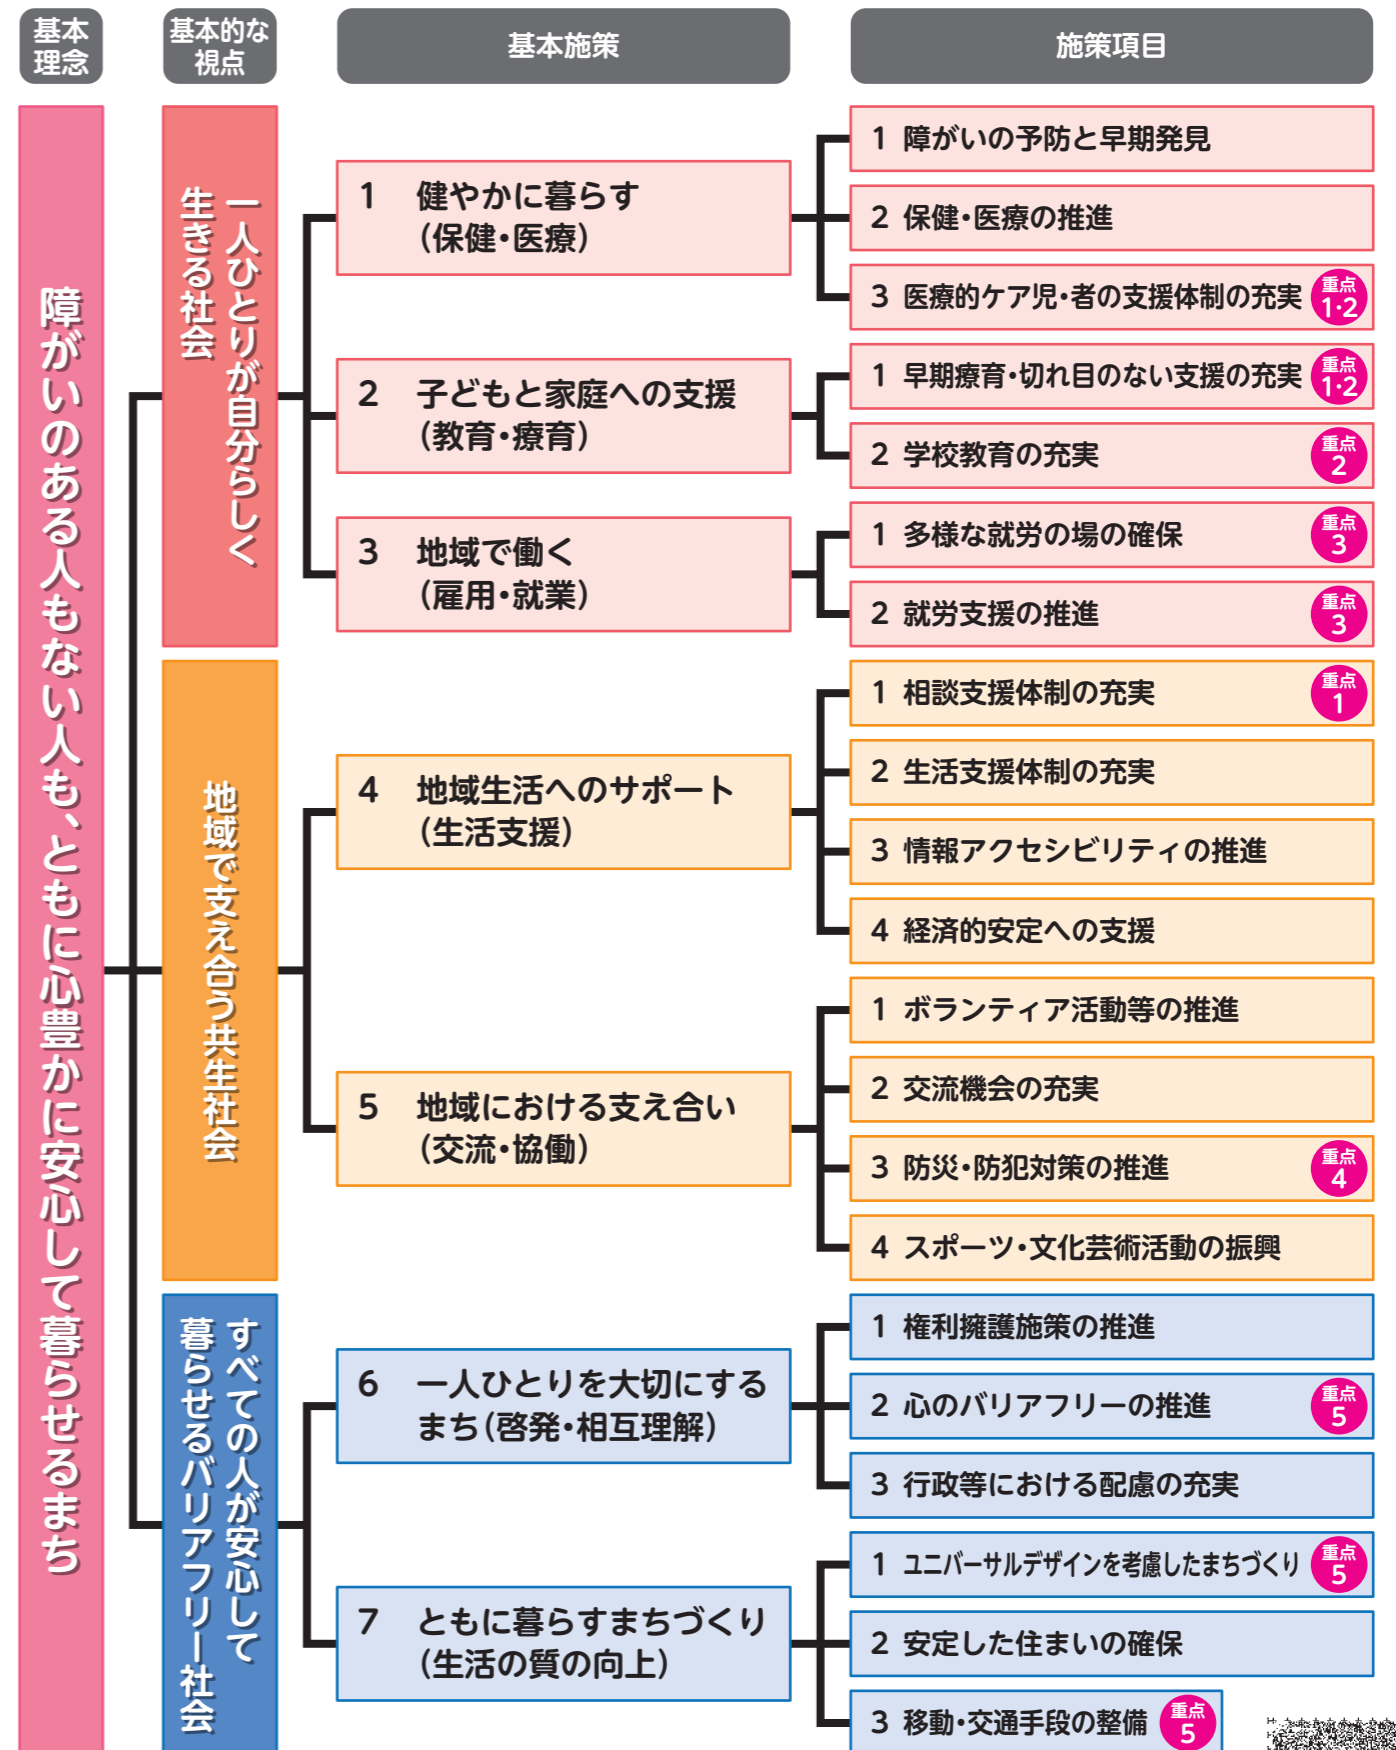 基本
理念
基本的な
視点
基本施策
施策項目
障がいのある人もない人も、ともに心豊かに安心して暮らせるまち
一人ひとりが自分らしく
生きる社会
1 健やかに暮らす
(保健・医療)
1 障がいの予防と早期発見
2 保健・医療の推進
3 医療的ケア児・者の支援体制の充実 重点
1・2
2 子どもと家庭への支援
(教育・療育)
1 早期療育・切れ目のない支援の充実 重点
1・2
2 学校教育の充実 重点
2
3 地域で働く
(雇用・就業)
1 多様な就労の場の確保 重点
3
2 就労支援の推進 重点
3
地域で支え合う共生社会
4 地域生活へのサポート
(生活支援)
1 相談支援体制の充実 重点
1
2 生活支援体制の充実
3 情報アクセシビリティの推進
4 経済的安定への支援
5 地域における支え合い
(交流・協働)
1 ボランティア活動等の推進
2 交流機会の充実
3 防災・防犯対策の推進 重点
4
4 スポーツ・文化芸術活動の振興
すべての人が安心して
暮らせるバリアフリー社会
6 一人ひとりを大切にする
まち(啓発・相互理解)
1 権利擁護施策の推進
2 心のバリアフリーの推進 重点
5
3 行政等における配慮の充実
7 ともに暮らすまちづくり
(生活の質の向上)
1 ユニバーサルデザインを考慮したまちづくり 重点
5
2 安定した住まいの確保
3 移動・交通手段の整備 重点
5